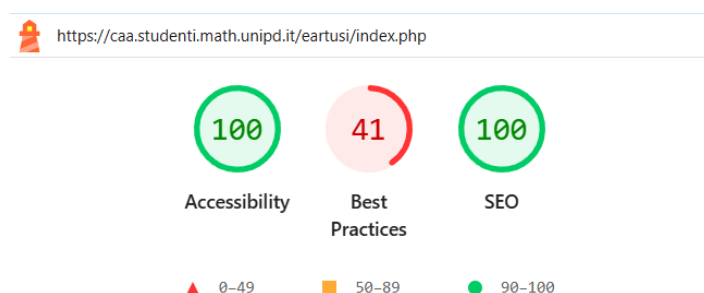 https://caa.studenti.math.unipd.it/eartusi/index.php
100
41
100
Accessibility
Best
Practices
SEO
0–49
50–89
90–100